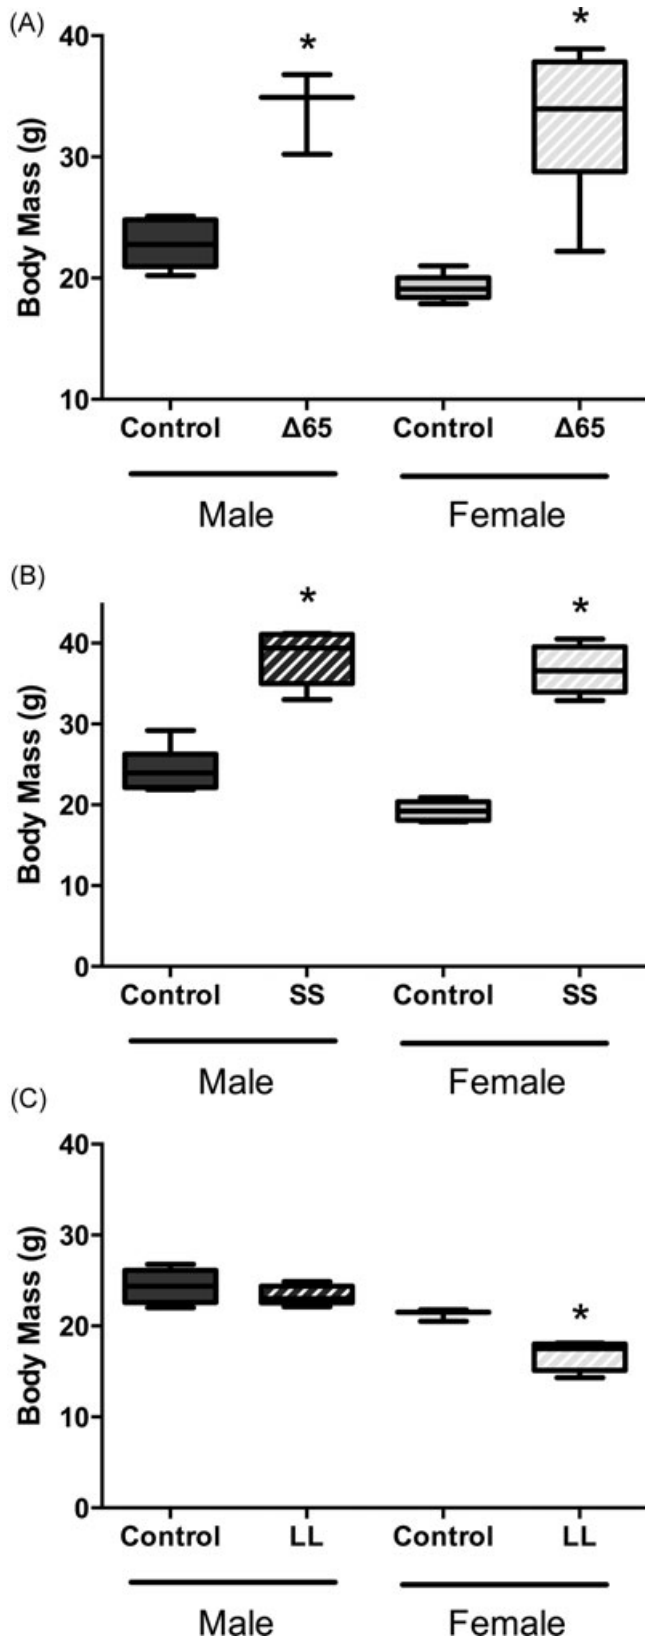 (A)
40
30
20
10
Body Mass (g)
*
*
Control Δ65 Control Δ65
Male Female
(B)
40
30
20
10
0
Body Mass (g)
*
*
Control SS Control SS
Male Female
(C)
40
30
20
10
0
Body Mass (g)
*
Control LL Control LL
Male Female